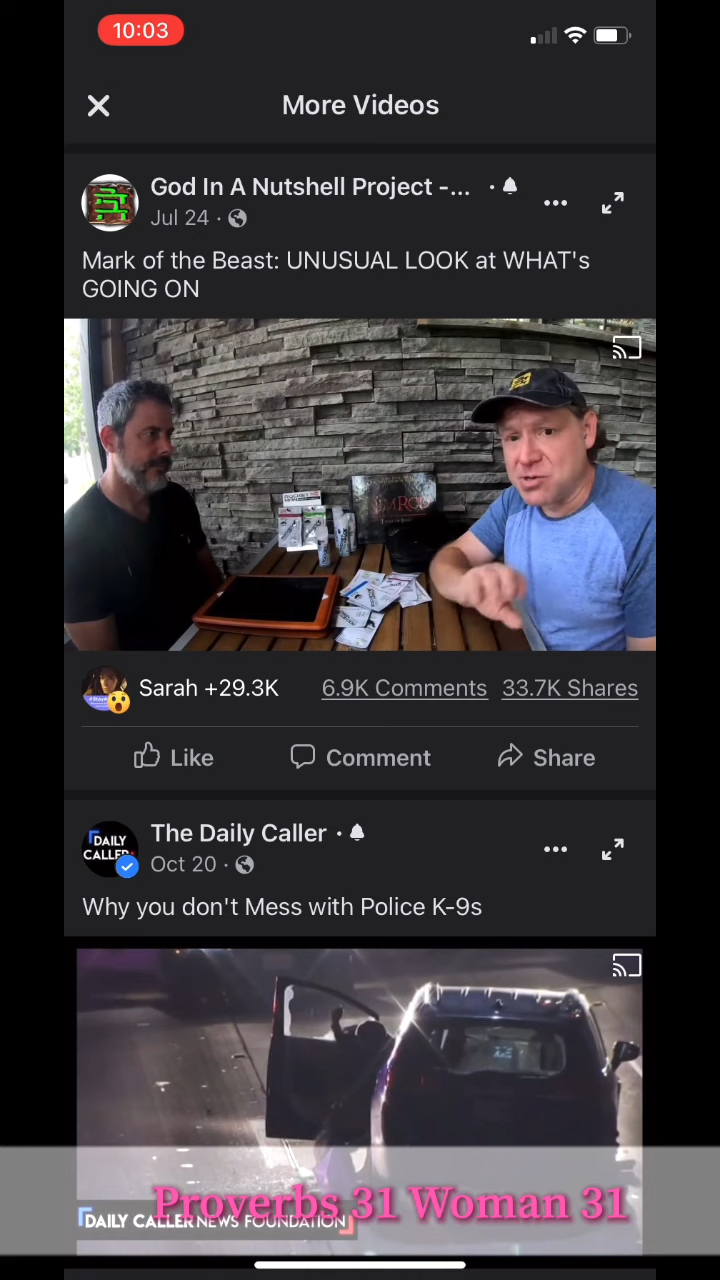 10:03
More Videos
God In A Nutshell Project -...
Jul 24
Mark of the Beast: UNUSUAL LOOK at WHAT's
GOING ON
Sarah +29.3K
6.9K Comments
33.7K Shares
Like
Comment
Share
DAILY
CALLER
The Daily Caller
Oct 20
Why you don't Mess with Police K-9s
DAILY CALLER NEWS FOUNDATION
Proverbs 31 Woman 31